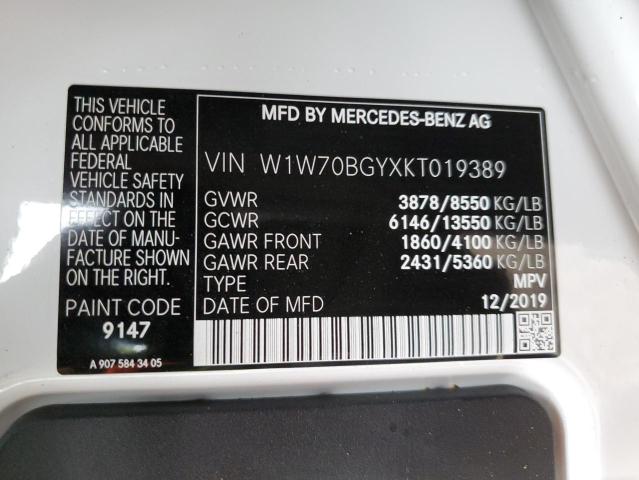 THIS VEHICLE
CONFORMS TO
ALL APPLICABLE
FEDERAL
VEHICLE SAFETY
STANDARDS IN
EFFECT ON THE
DATE OF MANU-
FACTURE SHOWN
ON THE RIGHT.
PAINT CODE
9147
A 907 584 34 05
MFD BY MERCEDES-BENZ AG
VIN W1W70BGYXKT019389
GVWR 3878/8550 KG/LB
GCWR 6146/13550 KG/LB
GAWR FRONT 1860/4100 KG/LB
GAWR REAR 2431/5360 KG/LB
TYPE MPV
DATE OF MFD 12/2019